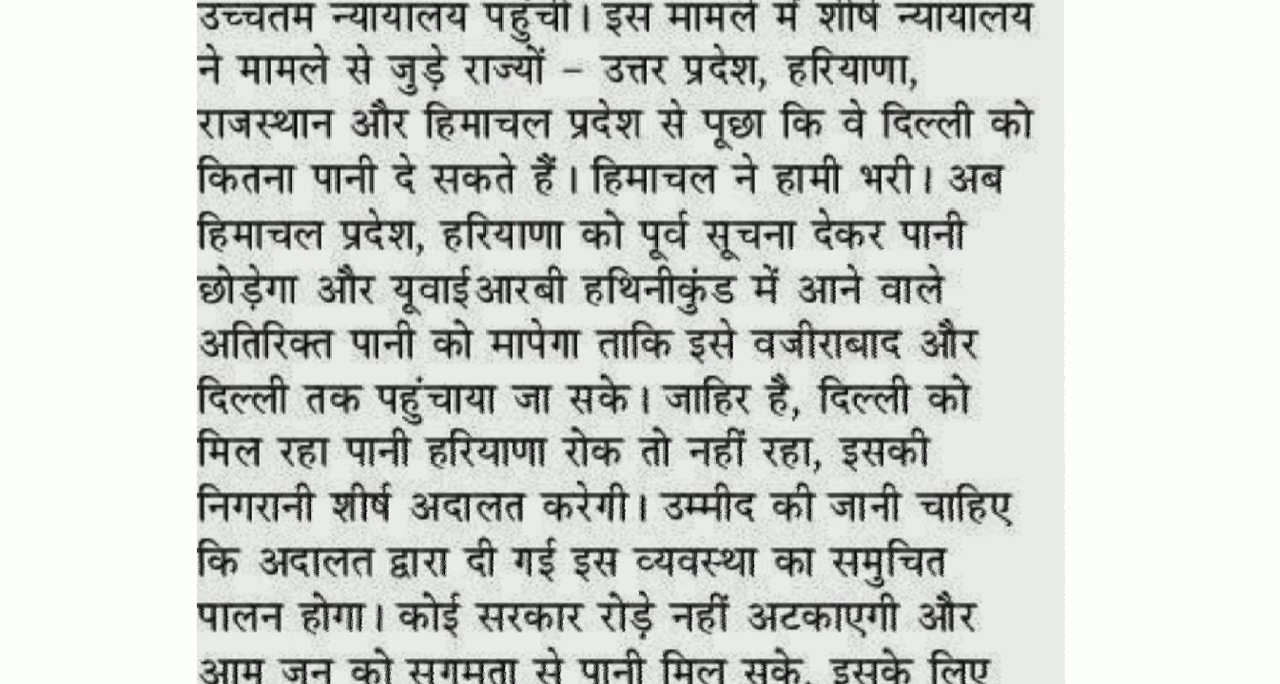 उच्चतम न्यायालय पहुंची। इस मामले में शीर्ष न्यायालय
ने मामले से जुड़े राज्यों – उत्तर प्रदेश, हरियाणा,
राजस्थान और हिमाचल प्रदेश से पूछा कि वे दिल्ली को
कितना पानी दे सकते हैं। हिमाचल ने हामी भरी। अब
हिमाचल प्रदेश, हरियाणा को पूर्व सूचना देकर पानी
छोड़ेगा और यूवाईआरबी हथिनीकुंड में आने वाले
अतिरिक्त पानी को मापेगा ताकि इसे वजीराबाद और
दिल्ली तक पहुंचाया जा सके। जाहिर है, दिल्ली को
मिल रहा पानी हरियाणा रोक तो नहीं रहा, इसकी
निगरानी शीर्ष अदालत करेगी। उम्मीद की जानी चाहिए
कि अदालत द्वारा दी गई इस व्यवस्था का समुचित
पालन होगा। कोई सरकार रोड़े नहीं अटकाएगी और
आम जन को सुगमता से पानी मिल सके, इसके लिए